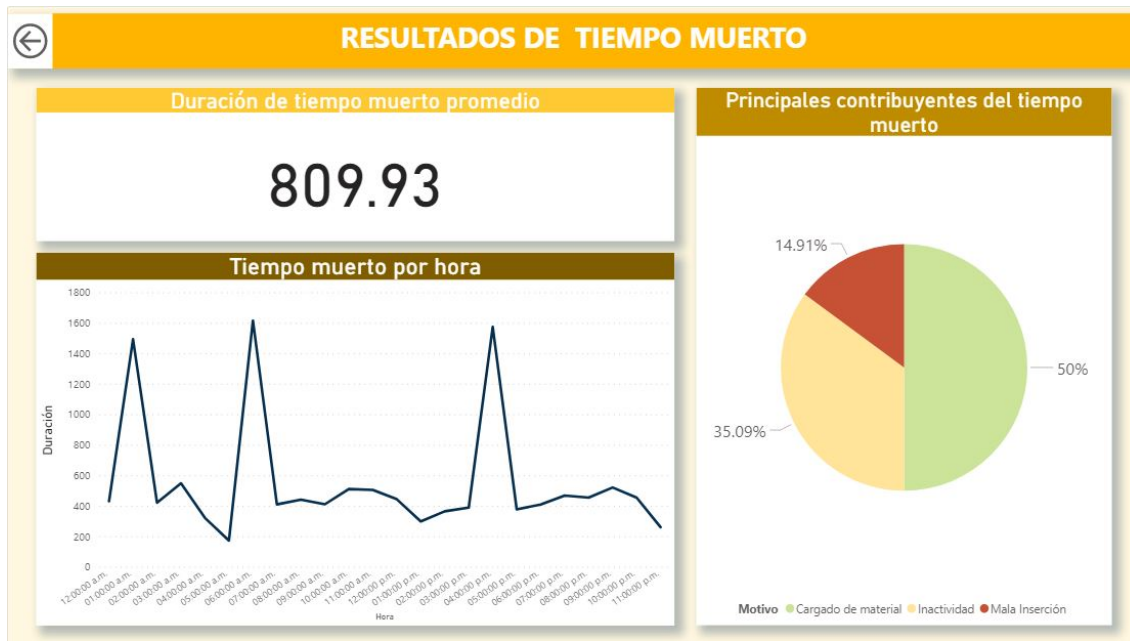 RESULTADOS DE TIEMPO MUERTO
Duración de tiempo muerto promedio
809.93
Tiempo muerto por hora
1800
1600
1400
1200
1000
800
600
400
200
0
Duración
12:00:00 a.m.
01:00:00 a.m.
02:00:00 a.m.
03:00:00 a.m.
04:00:00 a.m.
05:00:00 a.m.
06:00:00 a.m.
07:00:00 a.m.
08:00:00 a.m.
09:00:00 a.m.
10:00:00 a.m.
11:00:00 a.m.
12:00:00 p.m.
01:00:00 p.m.
02:00:00 p.m.
03:00:00 p.m.
04:00:00 p.m.
05:00:00 p.m.
06:00:00 p.m.
07:00:00 p.m.
08:00:00 p.m.
09:00:00 p.m.
10:00:00 p.m.
11:00:00 p.m.
Hora
Principales contribuyentes del tiempo
muerto
14.91%
50%
35.09%
Motivo Cargado de material Inactividad Mala Inserción